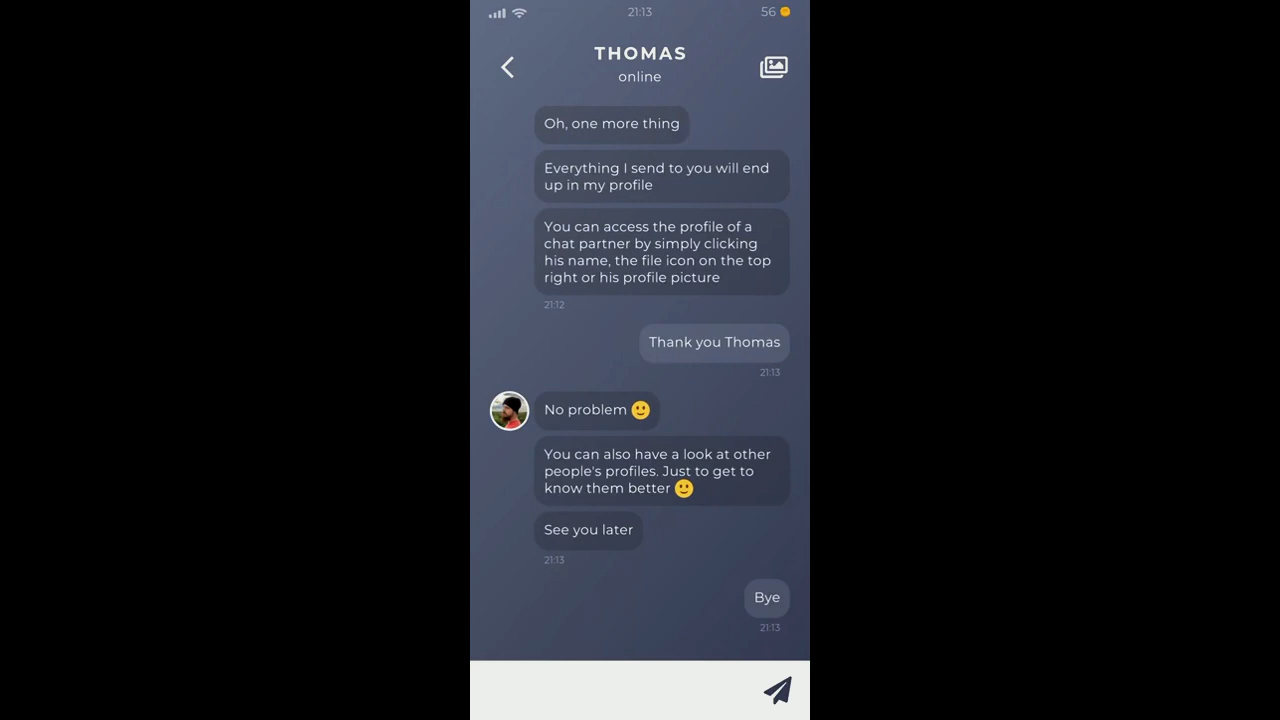 21:13
56
THOMAS
online
Oh, one more thing
Everything I send to you will end
up in my profile
You can access the profile of a
chat partner by simply clicking
his name, the file icon on the top
right or his profile picture
21:12
Thank you Thomas
21:13
No problem 🙂
You can also have a look at other
people's profiles. Just to get to
know them better 🙂
See you later
21:13
Bye
21:13